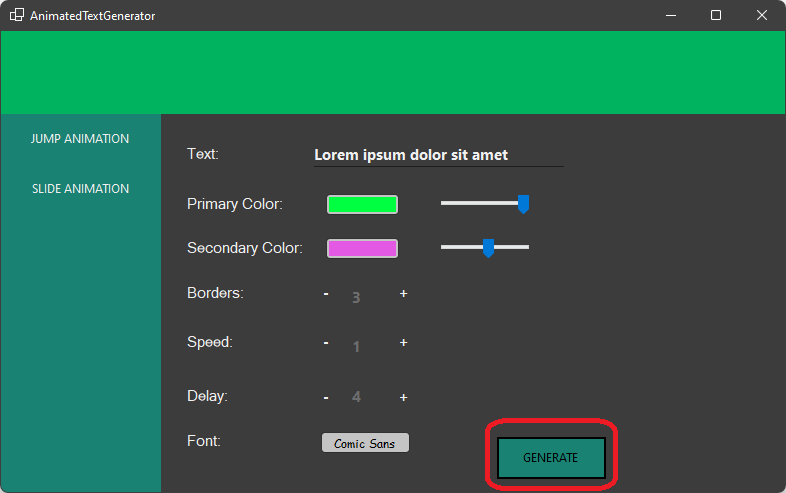 AnimatedTextGenerator
JUMP ANIMATION
SLIDE ANIMATION
Text: Lorem ipsum dolor sit amet
Primary Color:
Secondary Color:
Borders: - 3 +
Speed: - 1 +
Delay: - 4 +
Font: Comic Sans
GENERATE